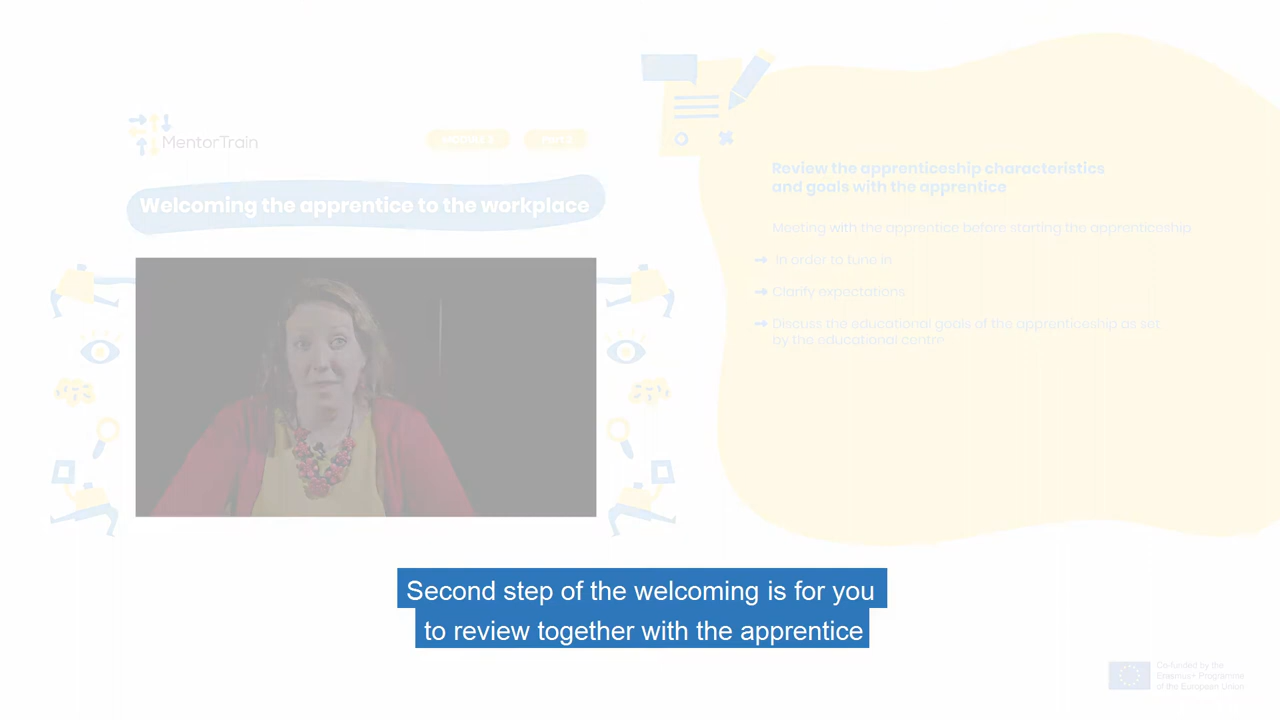 MentorTrain
Welcoming the apprentice to the workplace
Review the apprenticeship characteristics
and goals with the apprentice
Meeting with the apprentice before starting the apprenticeship
In order to tune in
Clarity expectations
Discuss the educational goals of the apprenticeship as set
by the educational centre
Second step of the welcoming is for you
to review together with the apprentice
Co-funded by the
Erasmus+ Programme
of the European Union